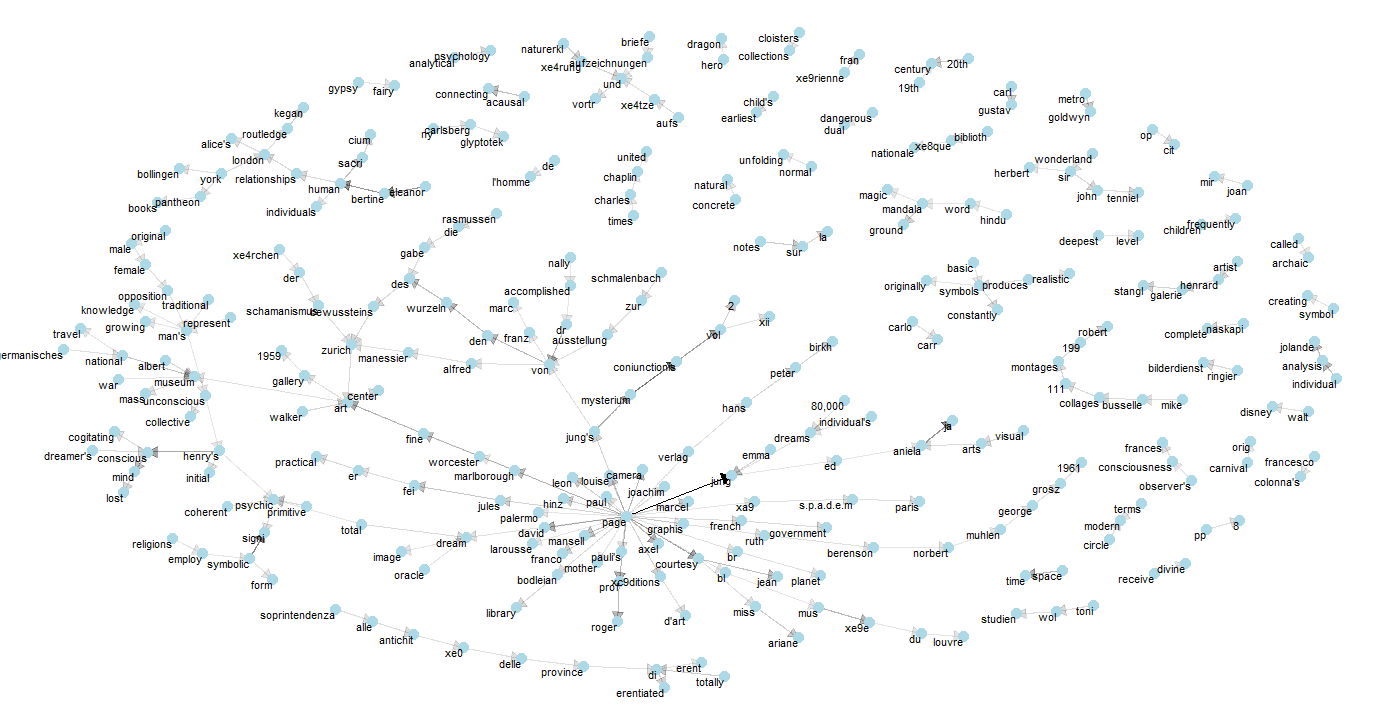 naturerkl
briefe
dragon
cloisters
psychology
analytical
xe4rung
aufzeichnungen
hero
collections
fran
xe9rienne
century
20th
19th
gypsy
fairy
connecting
acausal
und
vortr
xe4tze
aufs
child's
earliest
dangerous
dual
carl
gustav
metro
goldwyn
kegan
routledge
alice's
london
cium
sacri
ny
carlsberg
glyptotek
nationale
xe8que
biblioth
op
cit
bollingen
york
relationships
human
bertine
eleanor
l'homme
de
united
chaplin
charles
times
unfolding
normal
natural
concrete
wonderland
herbert
sir
john
tenniel
mir
joan
books
pantheon
individuals
magic
mandala
word
hindu
ground
children
frequently
rasmussen
die
gabe
notes
sur
la
deepest
level
called
archaic
original
male
female
opposition
xe4rchen
der
des
nally
accomplished
schmalenbach
zur
basic
originally
symbols
produces
realistic
constantly
stangl
galerie
henrard
artist
creating
symbol
knowledge
traditional
growing
man's
represent
schamanismus
bewussteins
wurzeln
marc
franz
dr
ausstellung
2
vol
xii
carlo
carr
robert
199
complete
naskapi
jolande
analysis
individual
travel
germanisches
national
albert
museum
war
mass
unconscious
collective
1959
gallery
zurich
manessier
alfred
den
von
coniunctionis
birkh
peter
montages
111
collages
busselle
mike
bilderdienst
ringier
walker
art
center
mysterium
hans
80,000
individual's
disney
walt
cogitating
dreamer's
conscious
mind
lost
henry's
initial
fine
jung's
dreams
emma
ed
aniela
ja
arts
visual
frances
consciousness
observer's
orig
carnival
francesco
colonna's
practical
er
fei
worcester
marlborough
leon
louise
camera
joachim
verlag
jung
1961
grosz
george
muhlen
coherent
psychic
primitive
total
jules
palermo
hinz
paul
page
marcel
xa9
s.p.a.d.e.m
paris
terms
modern
circle
pp
8
religions
employ
symbolic
signi
form
image
dream
oracle
david
larousse
mansell
franco
mother
pauli's
graphis
axel
french
ruth
government
berenson
norbert
bodleian
library
prof
xc9ditions
courtesy
bl
br
jean
planet
time
space
receive
divine
soprintendenza
alle
antichit
xe0
delle
province
di
erent
erentiated
totally
roger
d'art
miss
ariane
mus
xe9e
du
louvre
studien
wol
toni